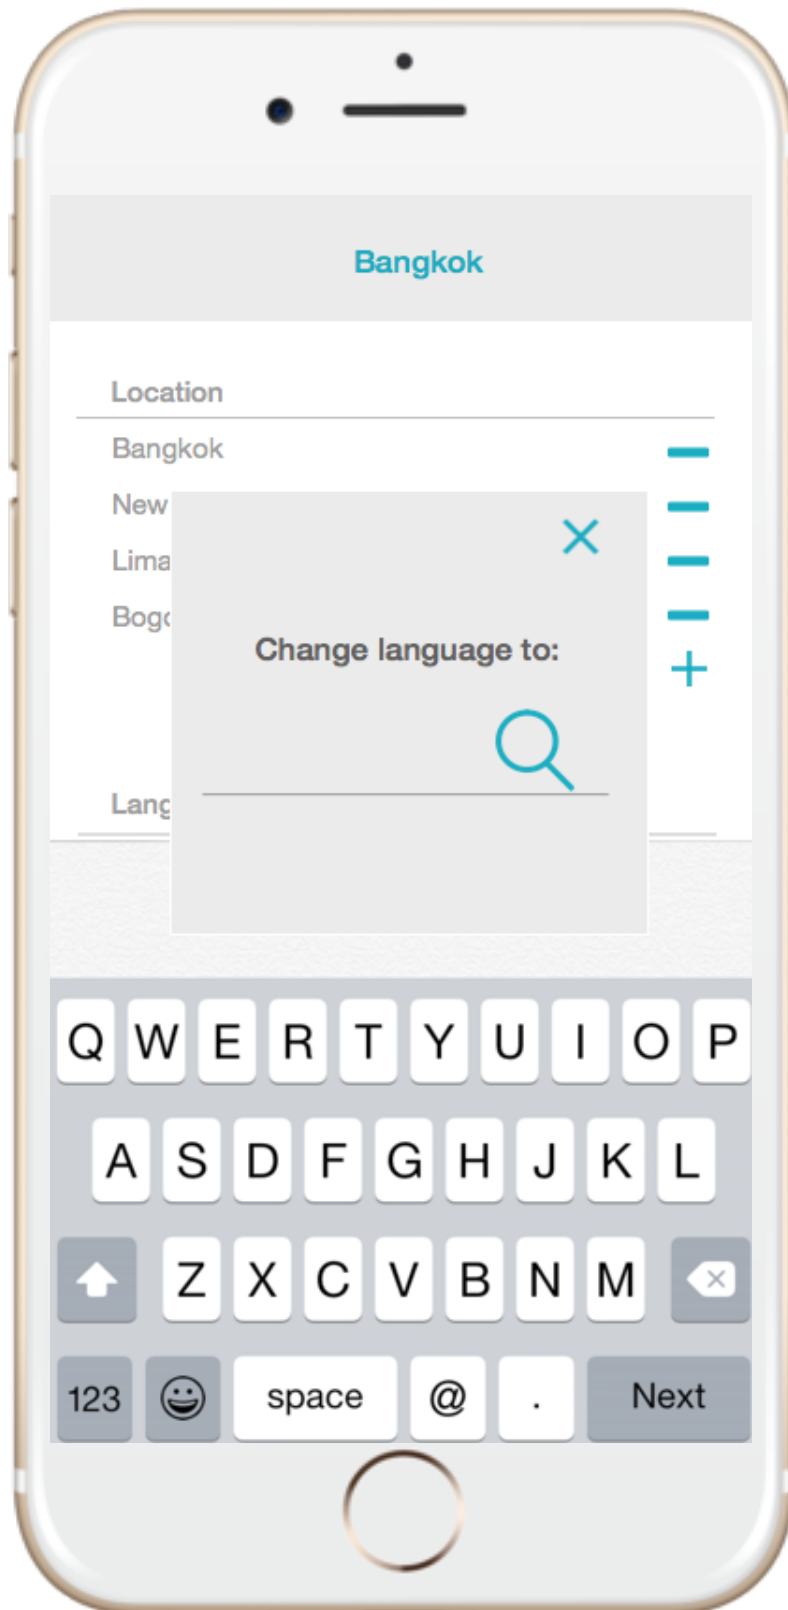 Bangkok
Location
Bangkok
New
Lima
Bogo
Change language to:
Lang
Q W E R T Y U I O P
A S D F G H J K L
Z X C V B N M
123 space @ . Next